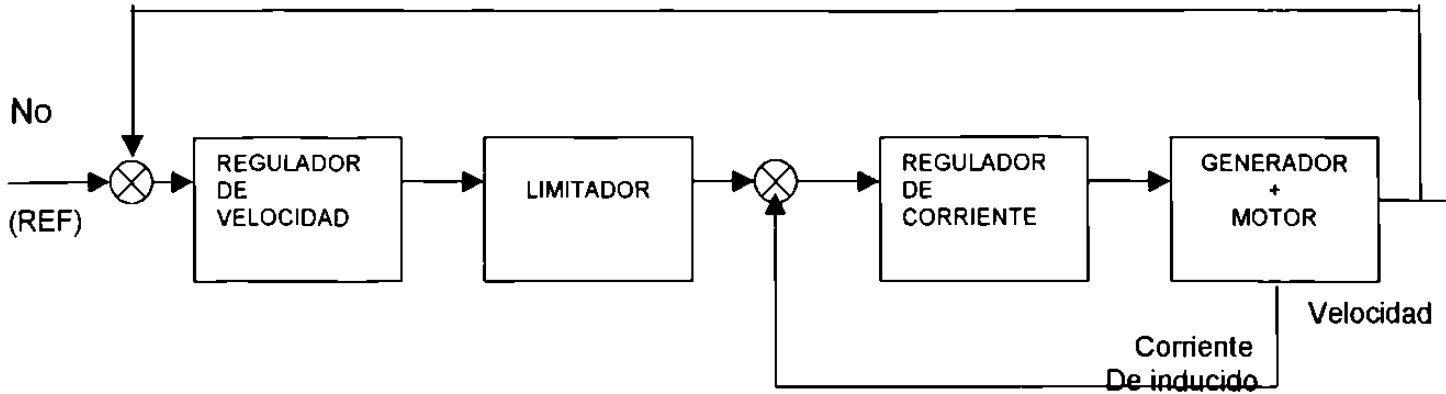 No
(REF)
REGULADOR
DE
VELOCIDAD
LIMITADOR
REGULADOR
DE
CORRIENTE
GENERADOR
+
MOTOR
Velocidad
Corriente
De inducido